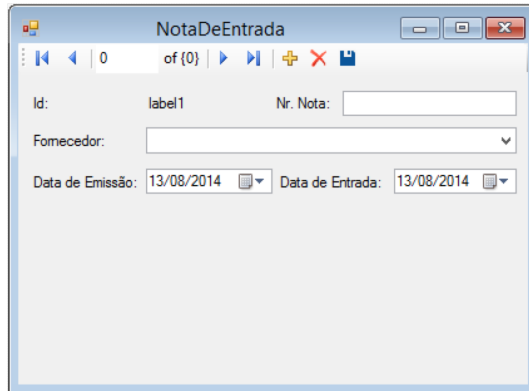 NotaDeEntrada
0 of {0}
Id: label1 Nr. Nota:
Fornecedor:
Data de Emissão: 13/08/2014 Data de Entrada: 13/08/2014